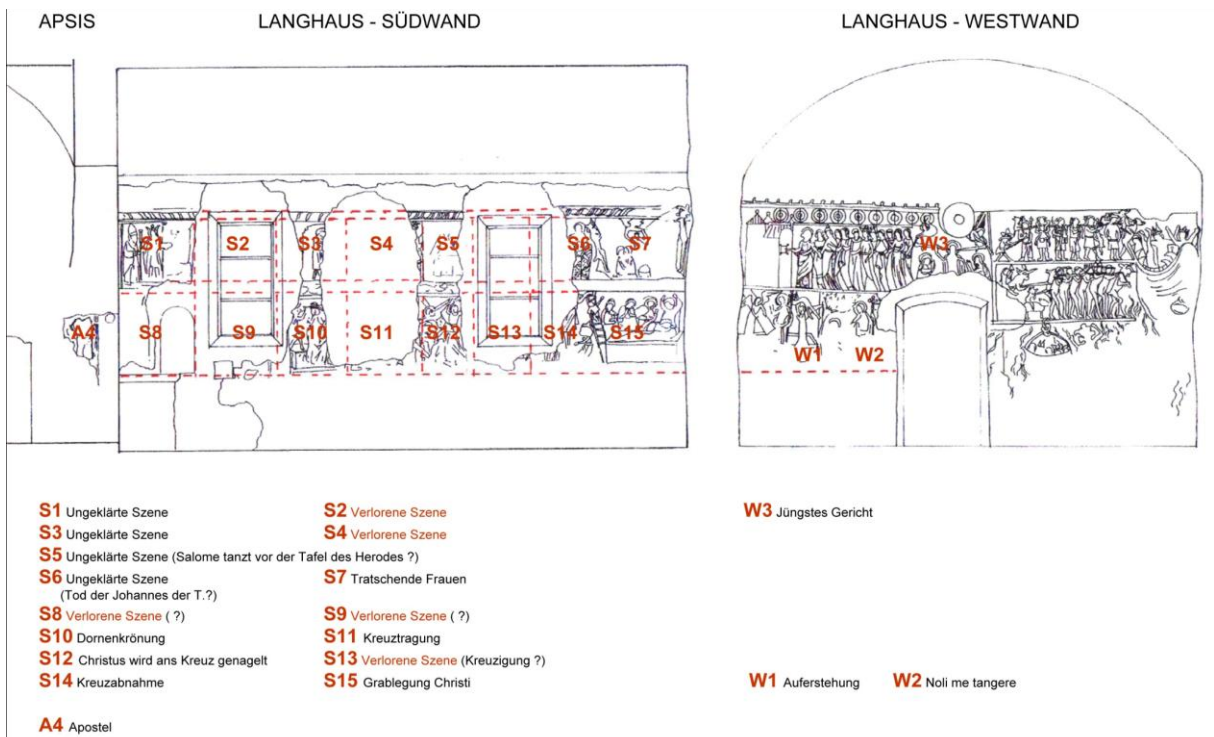 APSIS LANGHAUS - SÜDWAND LANGHAUS - WESTWAND
S1 S2 S3 S4 S5 S6 S7 W3
A4 S8 S9 S10 S11 S12 S13 S14 S15 W1 W2
S1 Ungeklärte Szene S2 Verlorene Szene W3 Jüngstes Gericht
S3 Ungeklärte Szene S4 Verlorene Szene
S5 Ungeklärte Szene (Salome tanzt vor der Tafel des Herodes ?)
S6 Ungeklärte Szene S7 Tratschende Frauen
(Tod der Johannes der T.?)
S8 Verlorene Szene ( ?) S9 Verlorene Szene ( ?)
S10 Dornenkrönung S11 Kreuztragung
S12 Christus wird ans Kreuz genagelt S13 Verlorene Szene (Kreuzigung ?)
S14 Kreuzabnahme S15 Grablegung Christi W1 Auferstehung W2 Noli me tangere
A4 Apostel